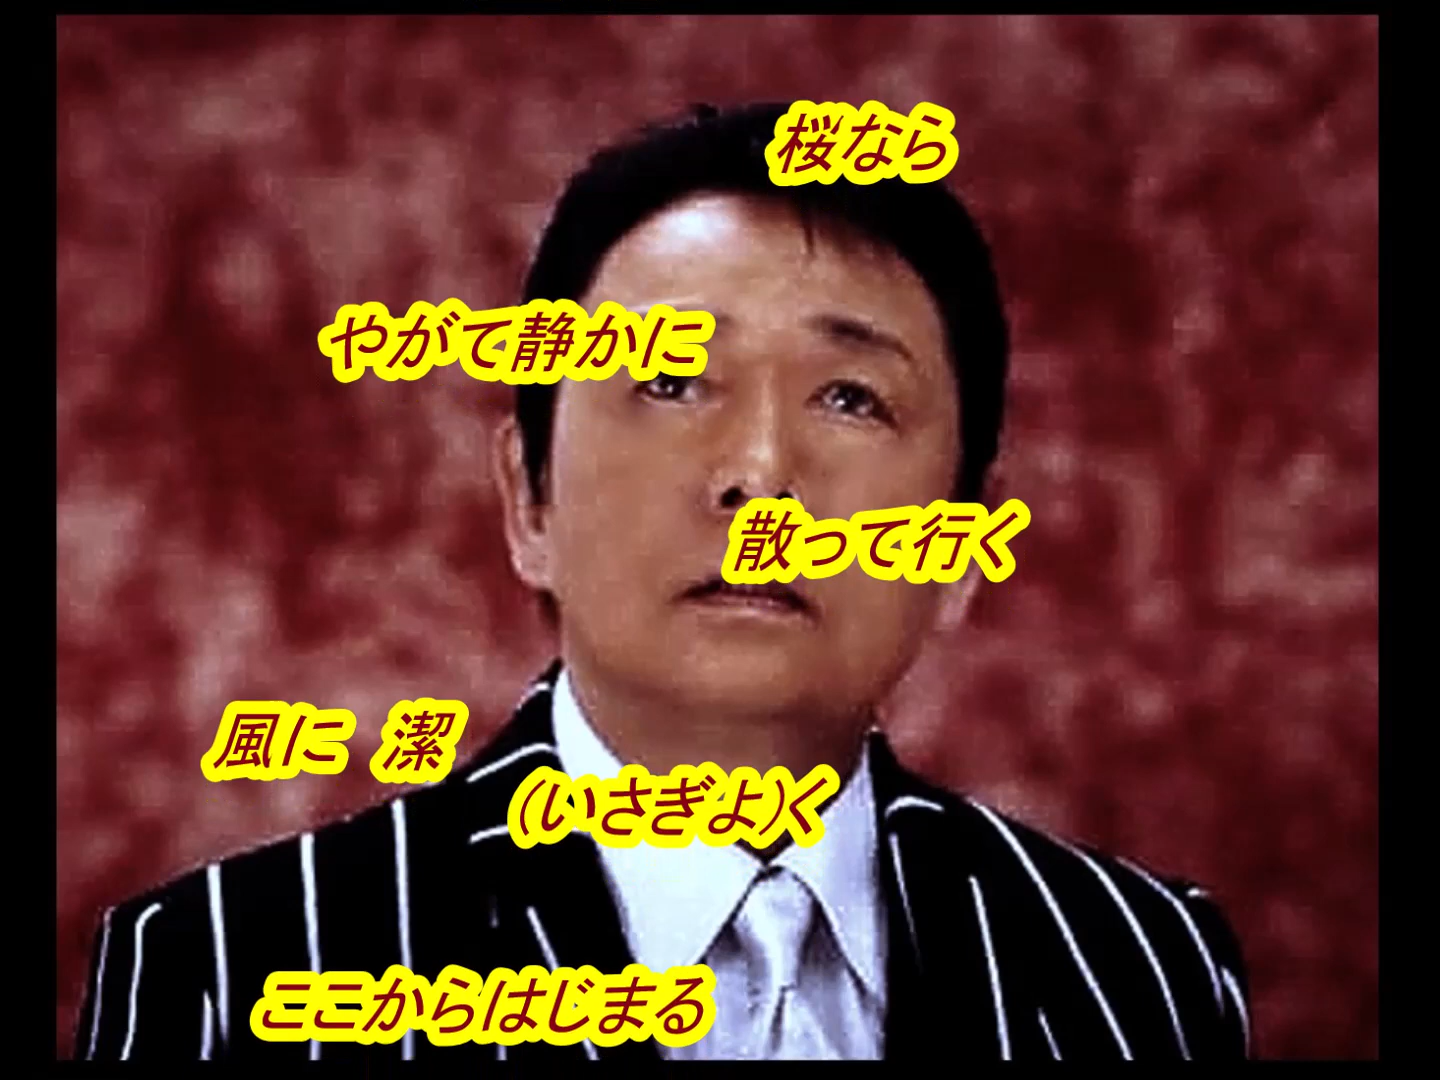 桜なら
やがて静かに
散って行く
風に 潔
(いさぎよ)く
ここからはじまる